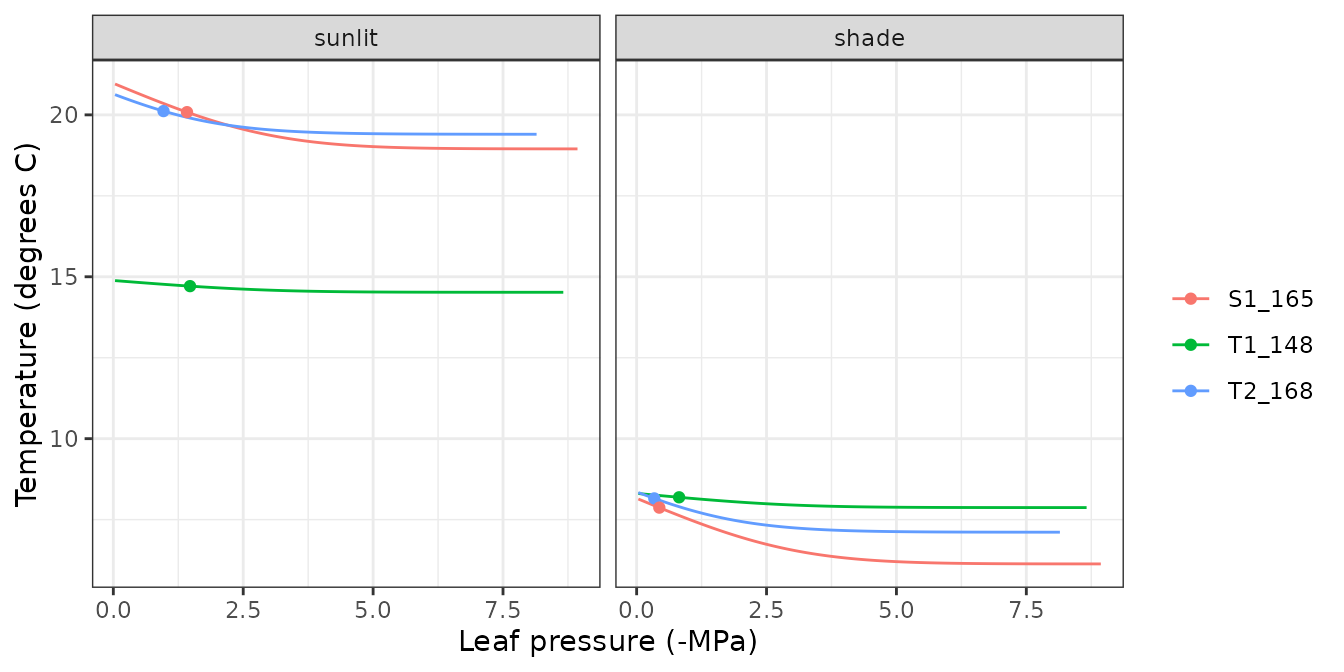 sunlit
shade
Temperature (degrees C)
20
15
10
0.0
2.5
5.0
7.5
0.0
2.5
5.0
7.5
Leaf pressure (-MPa)
S1_165
T1_148
T2_168